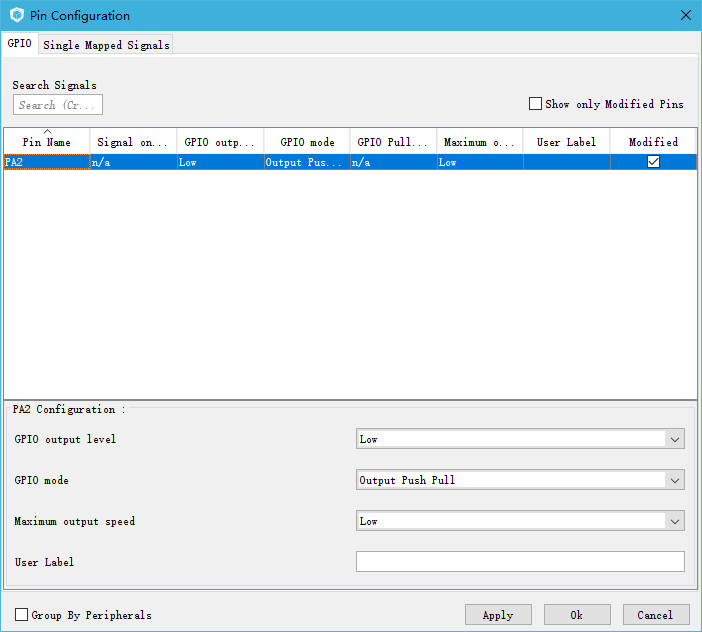 Pin Configuration
GPIO Single Mapped Signals
Search Signals
Search (Cr...
Show only Modified Pins
Pin Name Signal on... GPIO outp... GPIO mode GPIO Pull... Maximum o... User Label Modified
PA2 n/a Low Output Pus... n/a Low
PA2 Configuration :
GPIO output level Low
GPIO mode Output Push Pull
Maximum output speed Low
User Label
Group By Peripherals Apply Ok Cancel